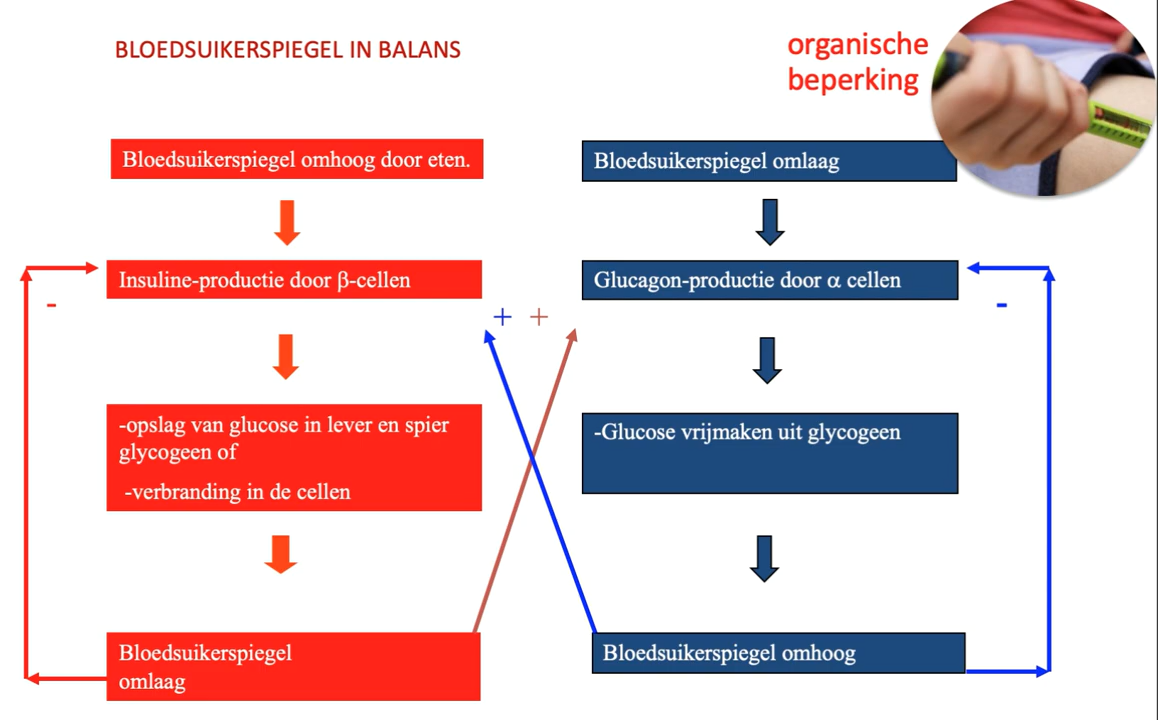 BLOEDSUIKERSPIEGEL IN BALANS
organische
beperking
Bloedsuikerspiegel omhoog door eten.
Insuline-productie door β-cellen
-
-opslag van glucose in lever en spier
glycogeen of
-verbranding in de cellen
Bloedsuikerspiegel
omlaag
+ +
Bloedsuikerspiegel omlaag
Glucagon-productie door α cellen
-
-Glucose vrijmaken uit glycogeen
Bloedsuikerspiegel omhoog